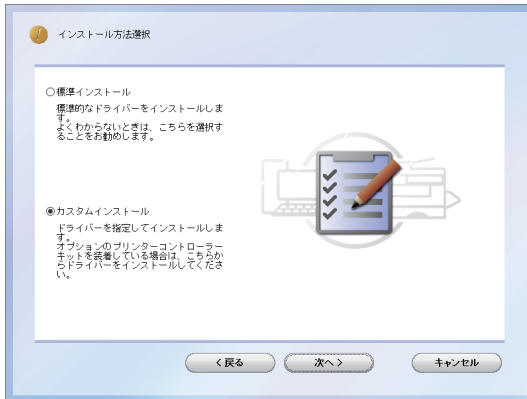 インストール方法選択
標準インストール
標準的なドライバーをインストールしま
す。
よくわからないときは、こちらを選択す
ることをお勧めします。
カスタムインストール
ドライバーを指定してインストールしま
す。
オプションのプリンターコントローラー
キットを装着している場合は、こちらか
らドライバーをインストールしてくださ
い。
< 戻る
次へ >
キャンセル